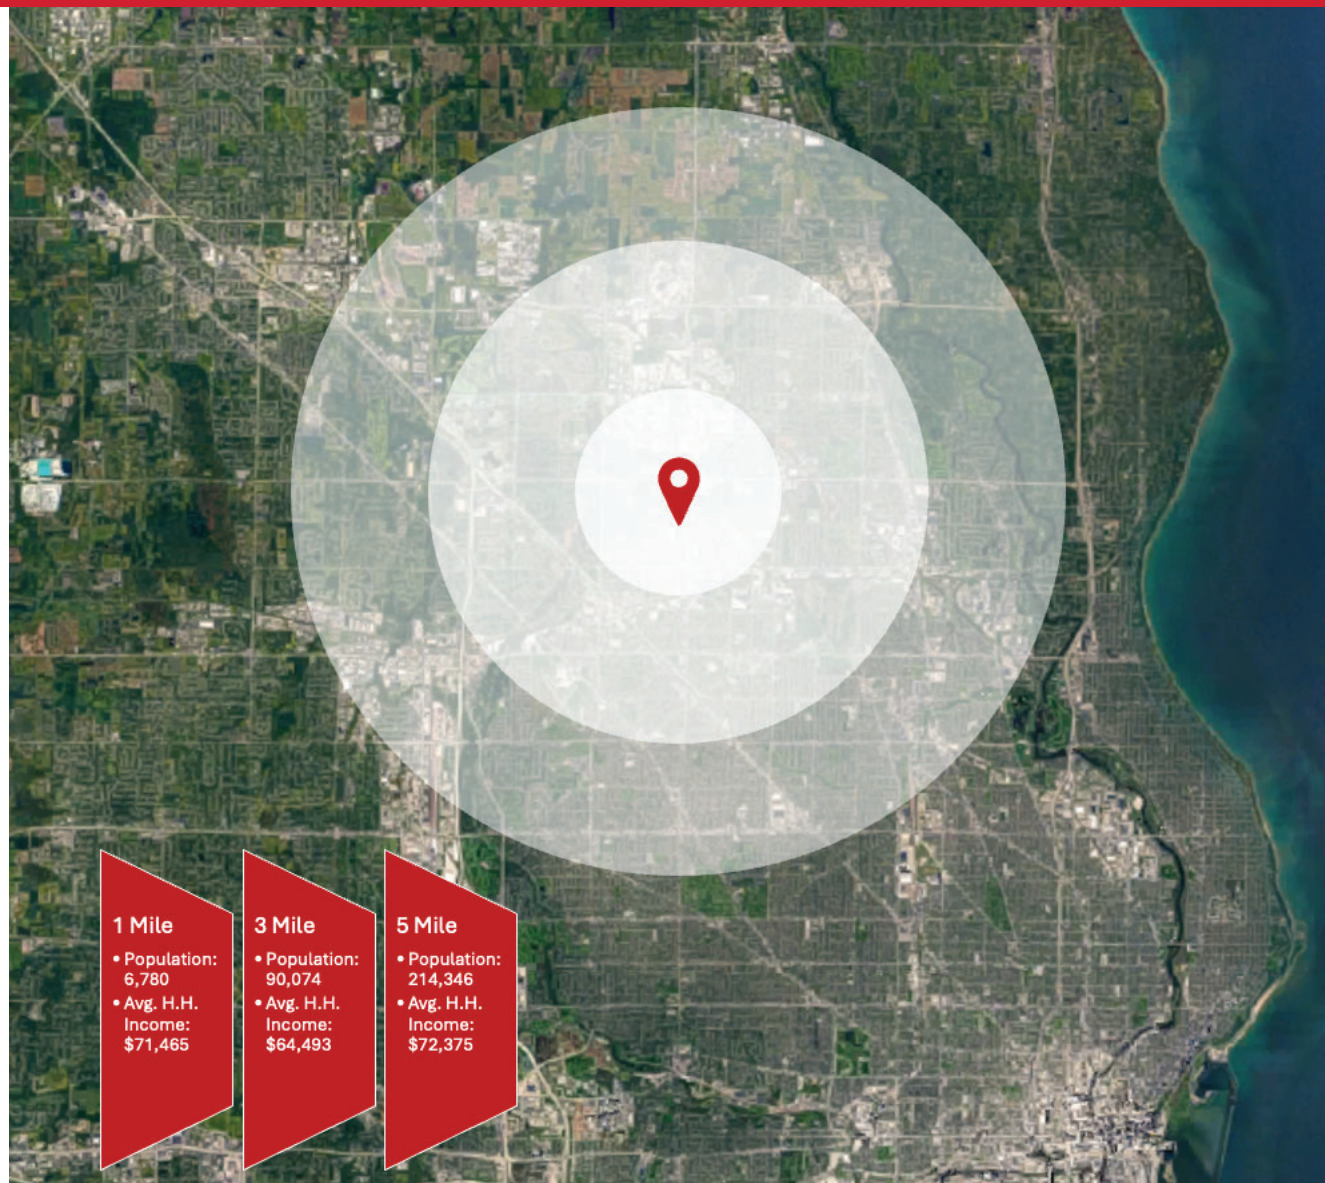 1 Mile
• Population:
6,780
• Avg. H.H.
Income:
$71,465
3 Mile
• Population:
90,074
• Avg. H.H.
Income:
$64,493
5 Mile
• Population:
214,346
• Avg. H.H.
Income:
$72,375